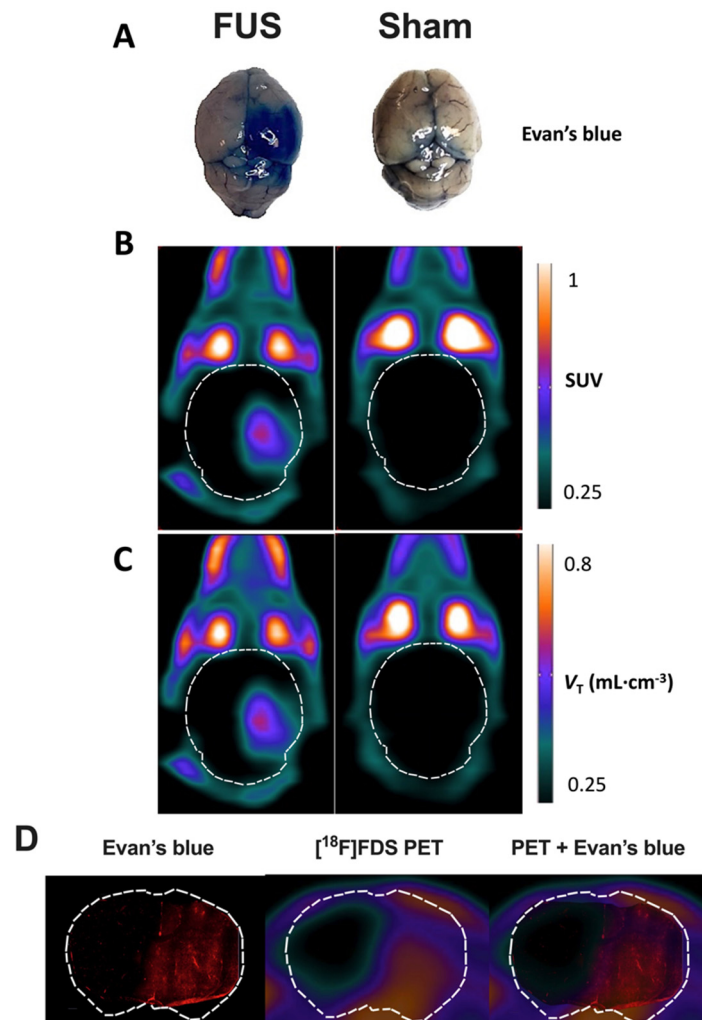 FUS Sham
A
Evan's blue
B
1
SUV
0.25
C
0.8
V_T (mL·cm⁻³)
0.25
D
Evan's blue [¹⁸F]FDS PET PET + Evan's blue